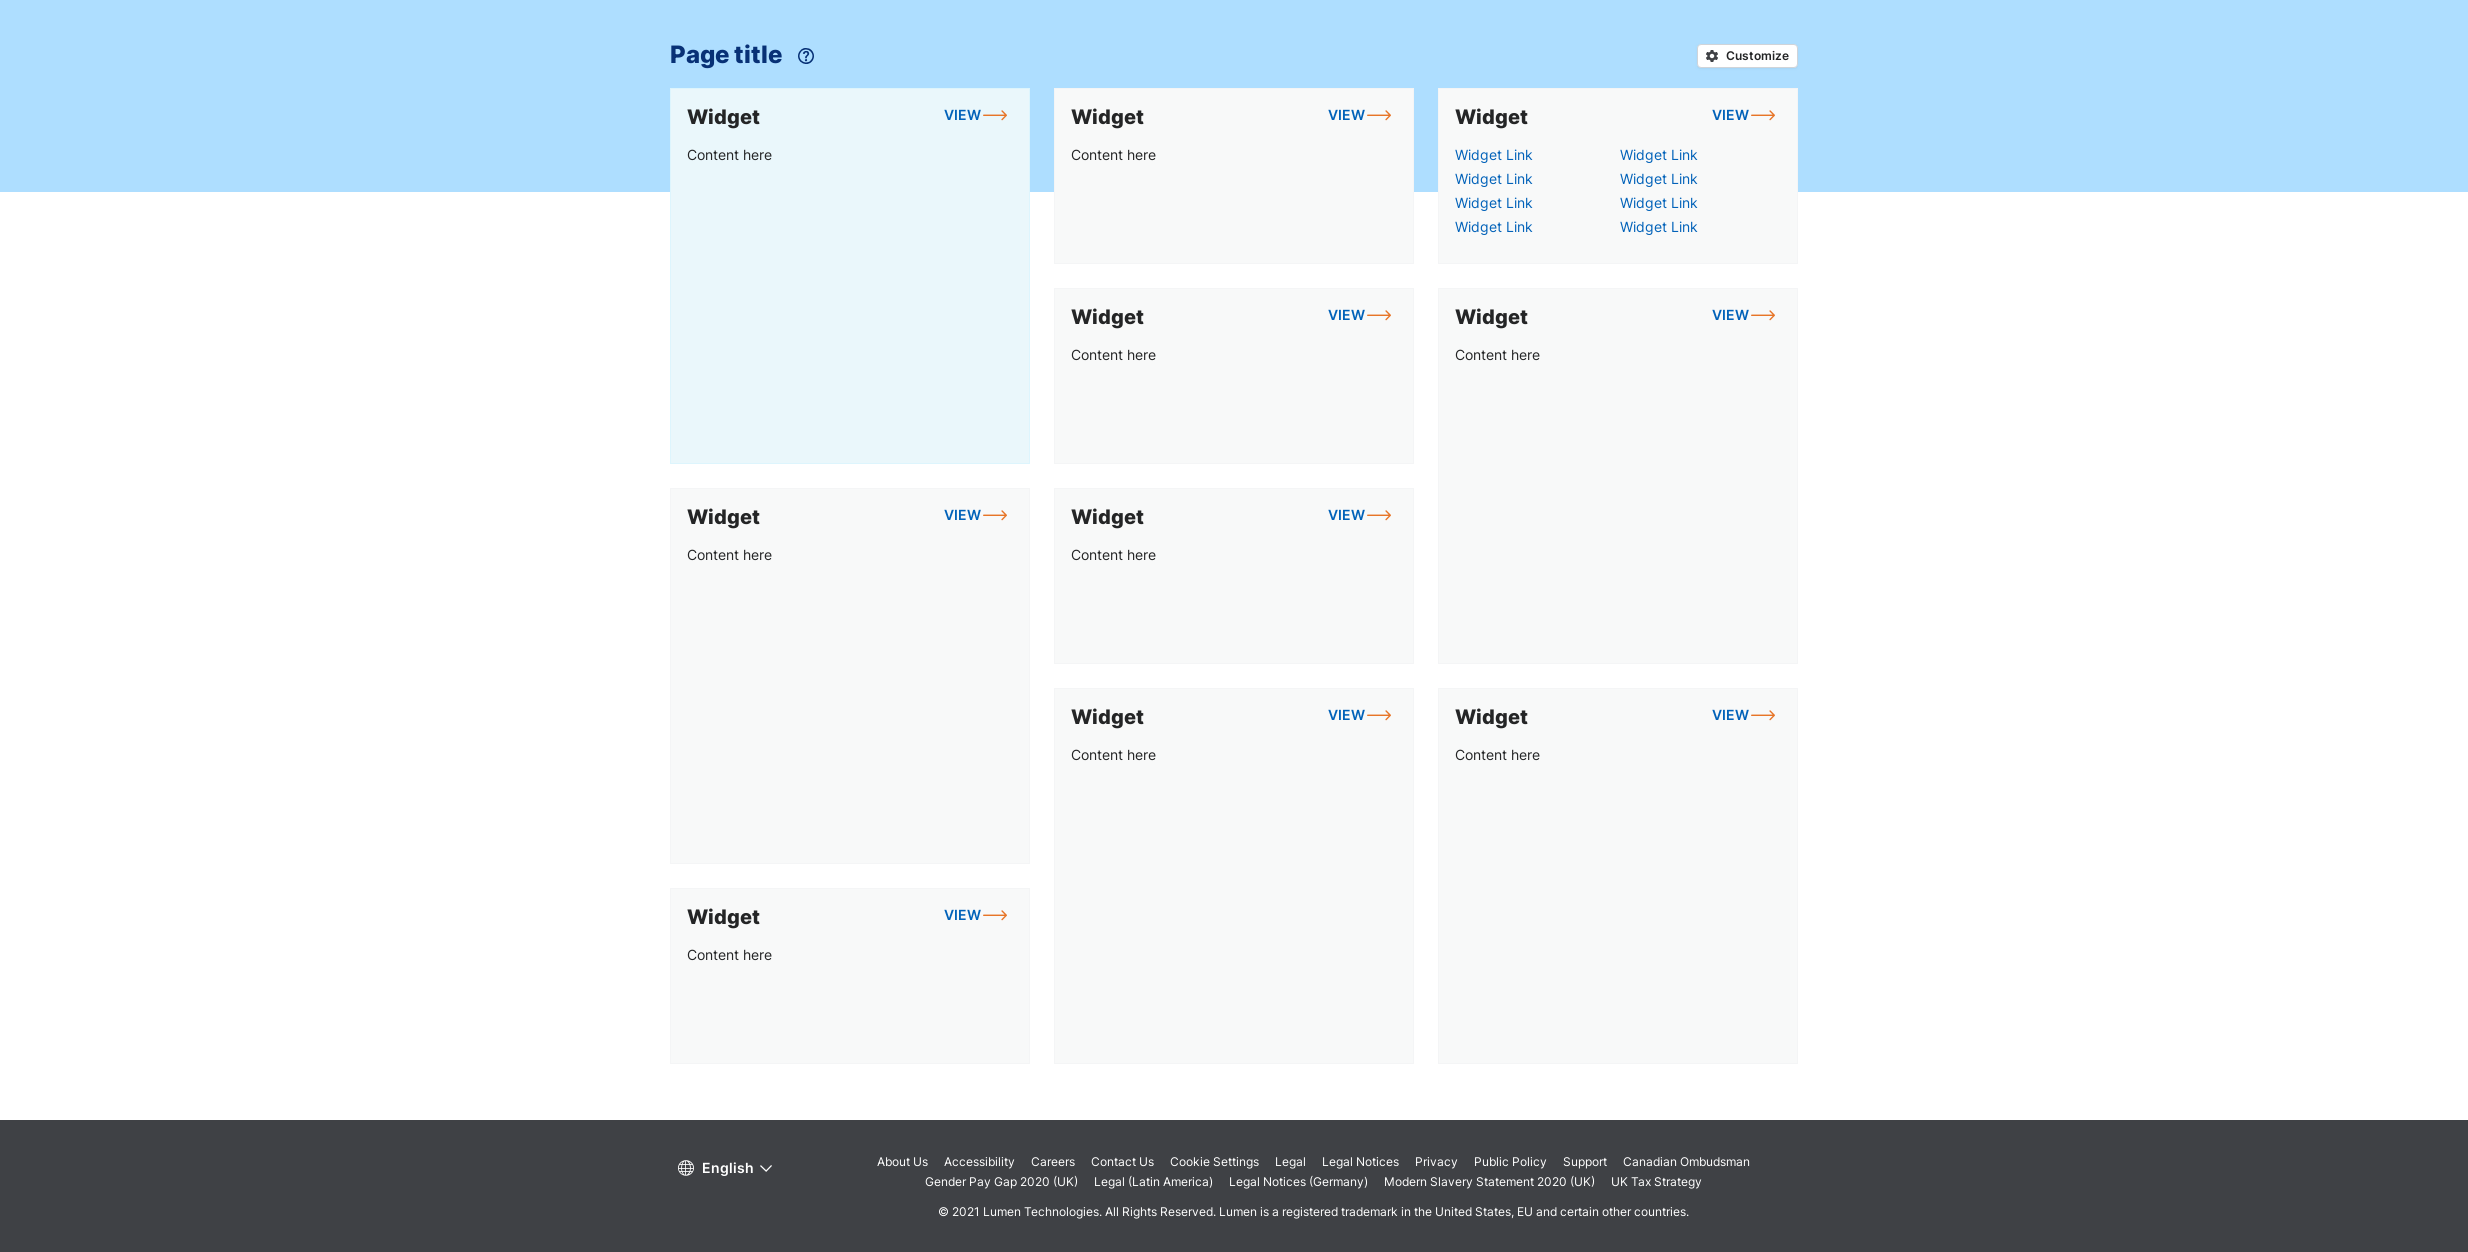 Page title
Customize
Widget VIEW
Content here
Widget VIEW
Content here
Widget VIEW
Widget Link Widget Link
Widget Link Widget Link
Widget Link Widget Link
Widget Link Widget Link
Widget VIEW
Content here
Widget VIEW
Content here
Widget VIEW
Content here
Widget VIEW
Content here
Widget VIEW
Content here
Widget VIEW
Content here
Widget VIEW
Content here
English
About Us Accessibility Careers Contact Us Cookie Settings Legal Legal Notices Privacy Public Policy Support Canadian Ombudsman
Gender Pay Gap 2020 (UK) Legal (Latin America) Legal Notices (Germany) Modern Slavery Statement 2020 (UK) UK Tax Strategy
© 2021 Lumen Technologies. All Rights Reserved. Lumen is a registered trademark in the United States, EU and certain other countries.